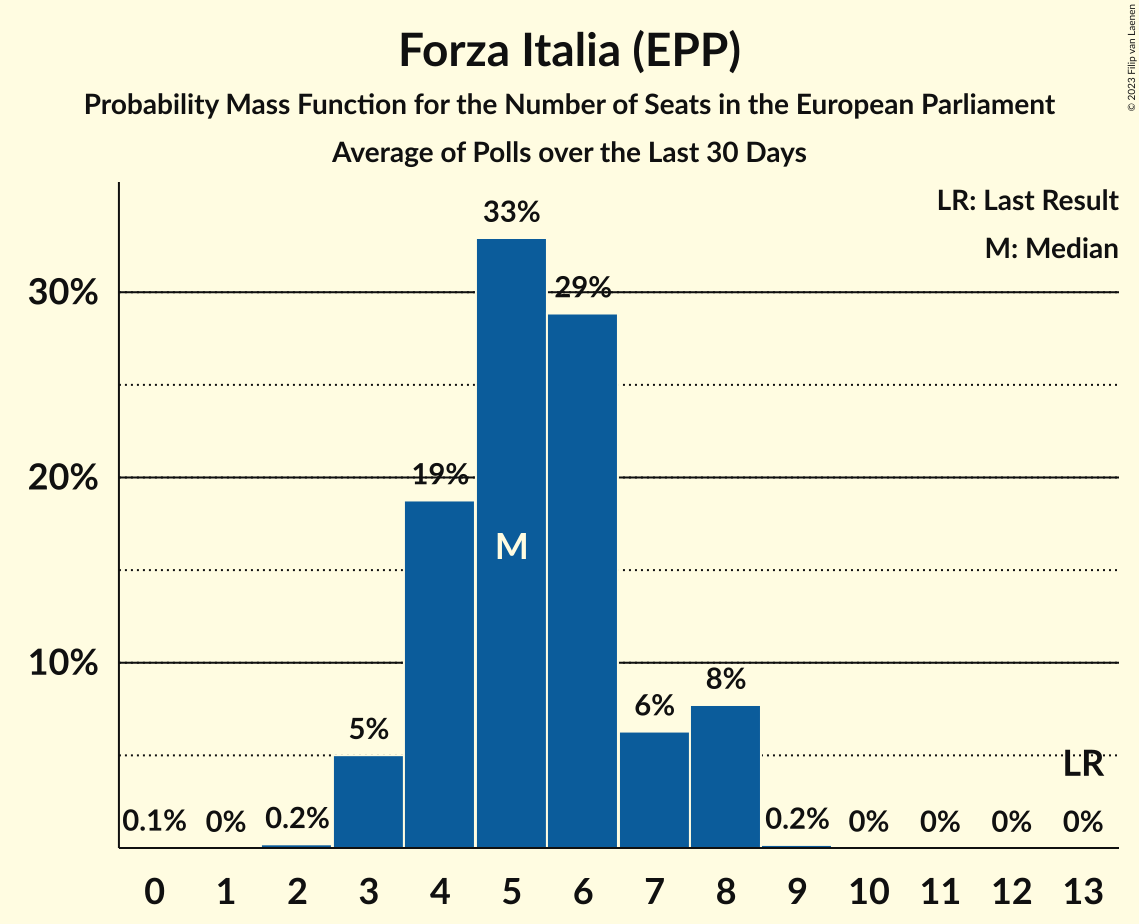 Forza Italia (EPP)
Probability Mass Function for the Number of Seats in the European Parliament
Average of Polls over the Last 30 Days
© 2023 Filip van Laenen
LR: Last Result
M: Median
33%
30%
29%
20%
19%
M
10%
8%
6%
5%
LR
0.1% 0% 0.2% 0.2% 0% 0% 0% 0%
0 1 2 3 4 5 6 7 8 9 10 11 12 13